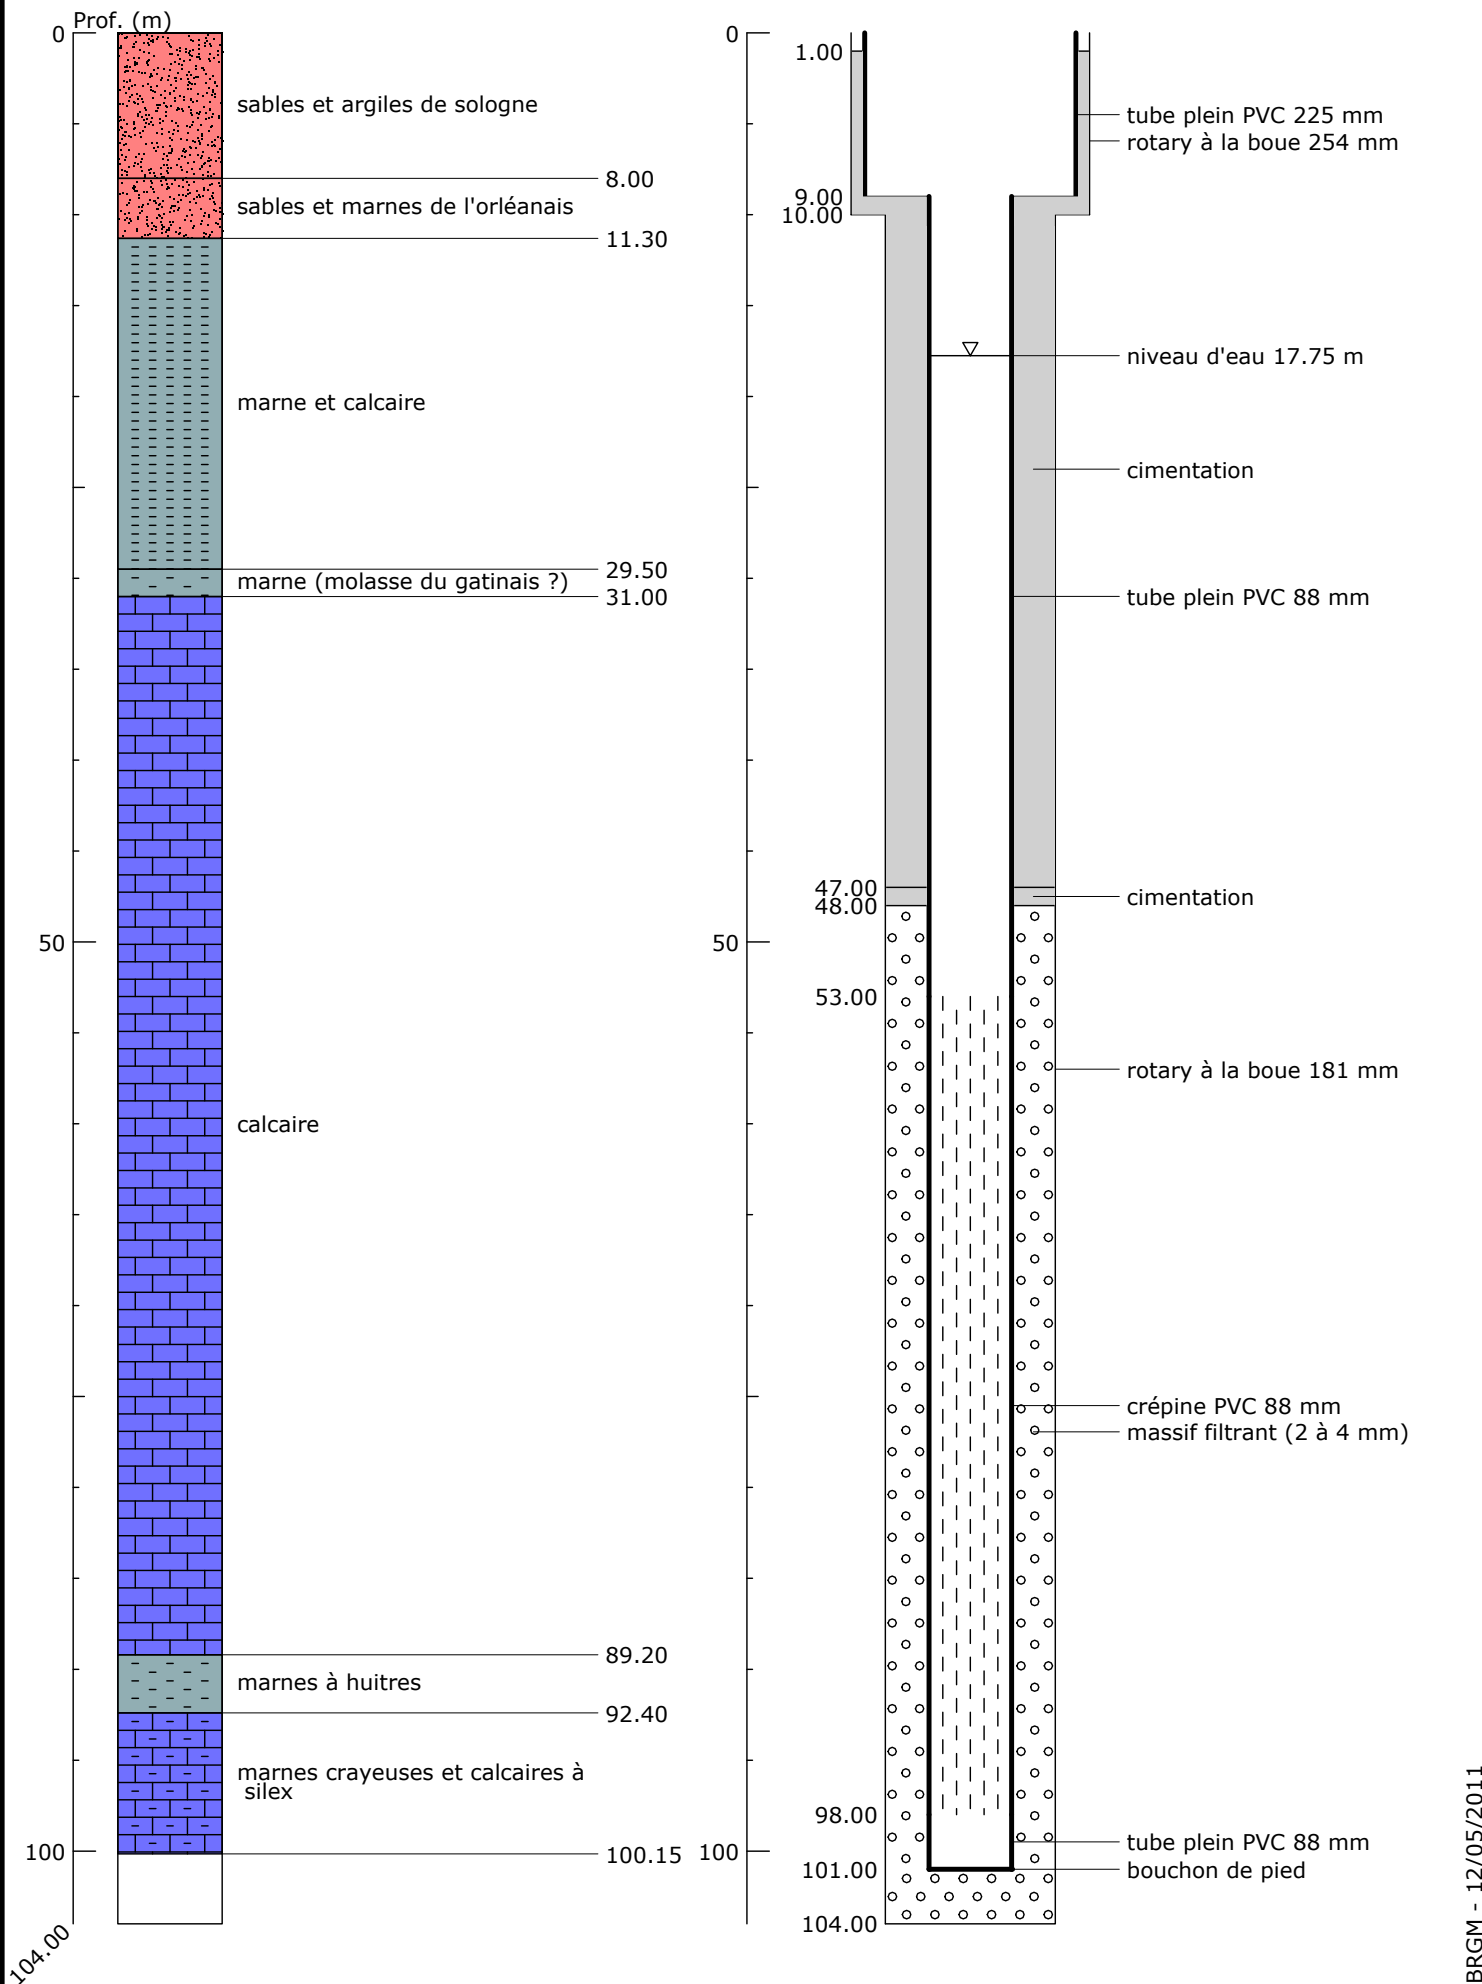 Prof. (m)
0
sables et argiles de sologne
8.00
sables et marnes de l'orléanais
11.30
marne et calcaire
29.50
marne (molasse du gatinais ?)
31.00
50
calcaire
89.20
marnes à huitres
92.40
marnes crayeuses et calcaires à
silex
100
100.15
104.00
0
1.00
tube plein PVC 225 mm
rotary à la boue 254 mm
9.00
10.00
niveau d'eau 17.75 m
cimentation
tube plein PVC 88 mm
47.00
cimentation
48.00
50
53.00
rotary à la boue 181 mm
crépine PVC 88 mm
massif filtrant (2 à 4 mm)
98.00
tube plein PVC 88 mm
100
101.00
bouchon de pied
104.00
BRGM - 12/05/2011